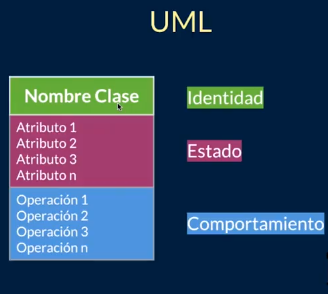 UML
Nombre Clase
Identidad
Atributo 1
Atributo 2
Atributo 3
Atributo n
Estado
Operación 1
Operación 2
Operación 3
Operación n
Comportamiento